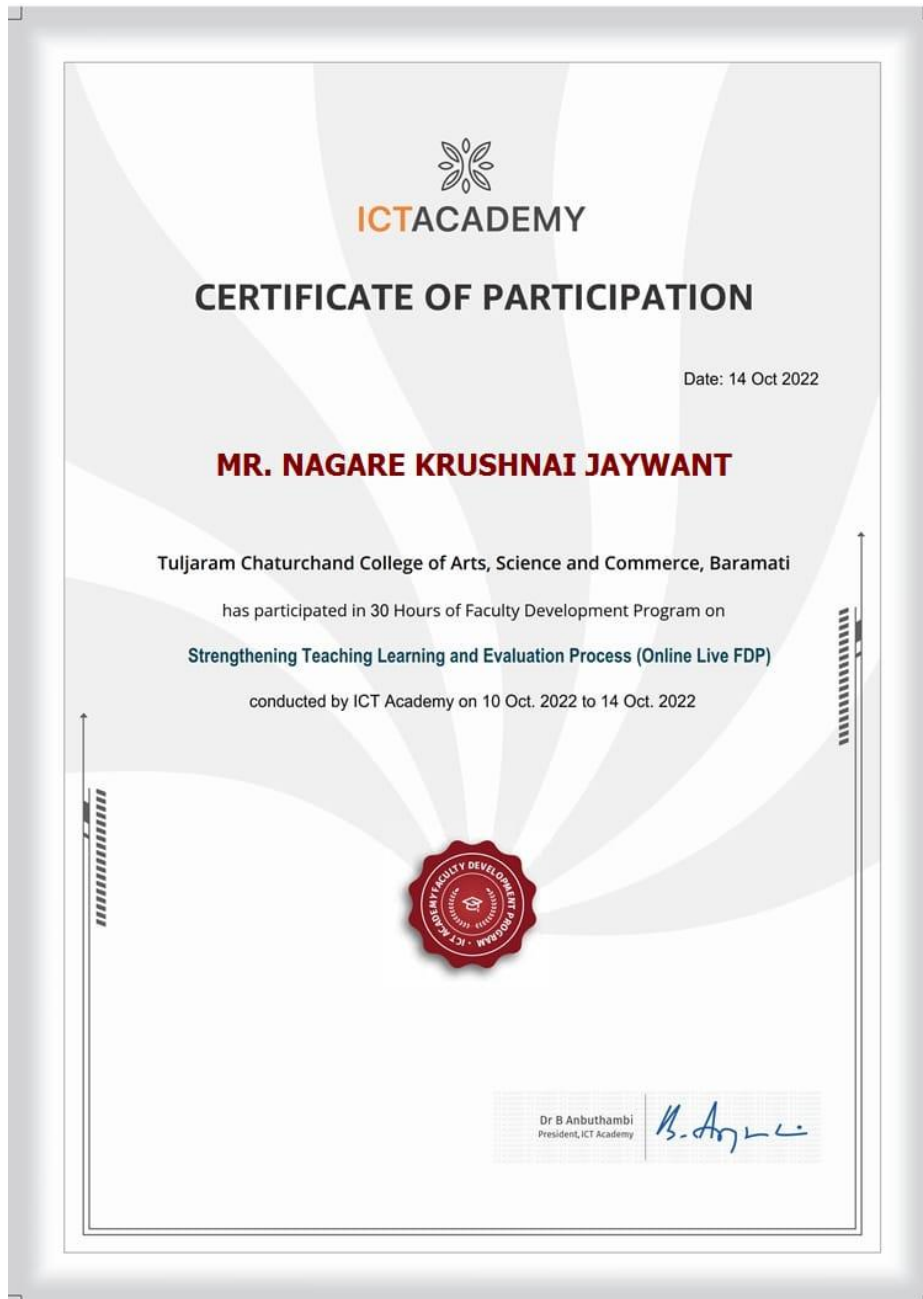 ICTACADEMY
CERTIFICATE OF PARTICIPATION
Date: 14 Oct 2022
MR. NAGARE KRUSHNAI JAYWANT
Tuljaram Chaturchand College of Arts, Science and Commerce, Baramati
has participated in 30 Hours of Faculty Development Program on
Strengthening Teaching Learning and Evaluation Process (Online Live FDP)
conducted by ICT Academy on 10 Oct. 2022 to 14 Oct. 2022
ICT ACADEMY FACULTY DEVELOPMENT PROGRAM
Dr B Anbuthambi
President, ICT Academy